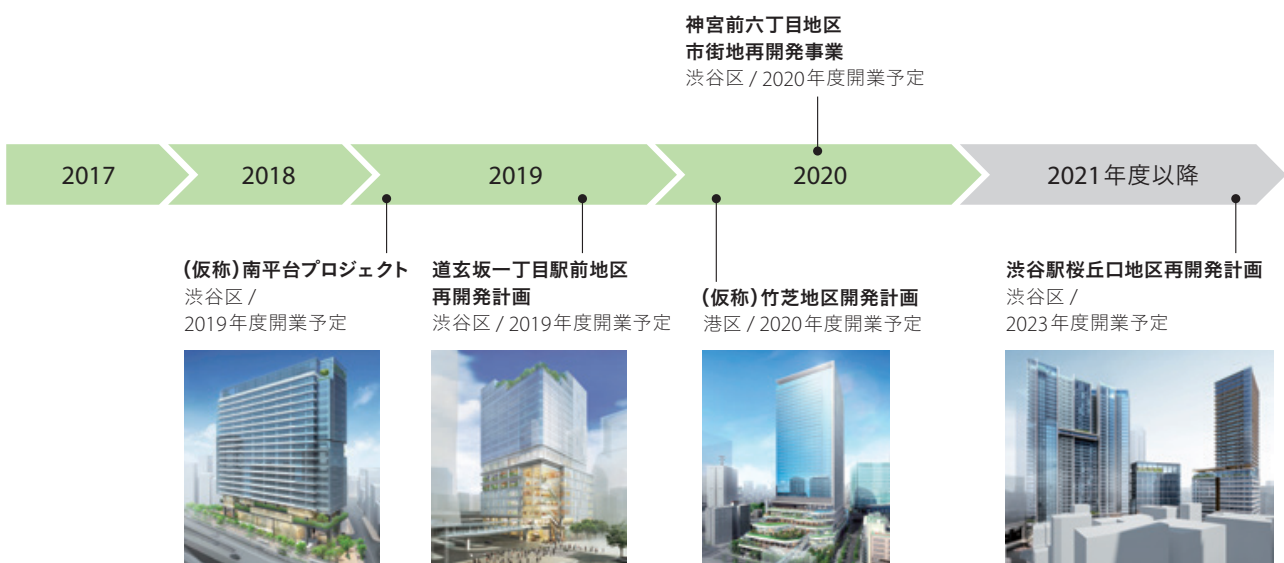 神宮前六丁目地区
市街地再開発事業
渋谷区 / 2020年度開業予定
2017
2018
2019
2020
2021年度以降
(仮称)南平台プロジェクト
渋谷区 /
2019年度開業予定
道玄坂一丁目駅前地区
再開発計画
渋谷区 / 2019年度開業予定
(仮称)竹芝地区開発計画
港区 / 2020年度開業予定
渋谷駅桜丘口地区再開発計画
渋谷区 /
2023年度開業予定